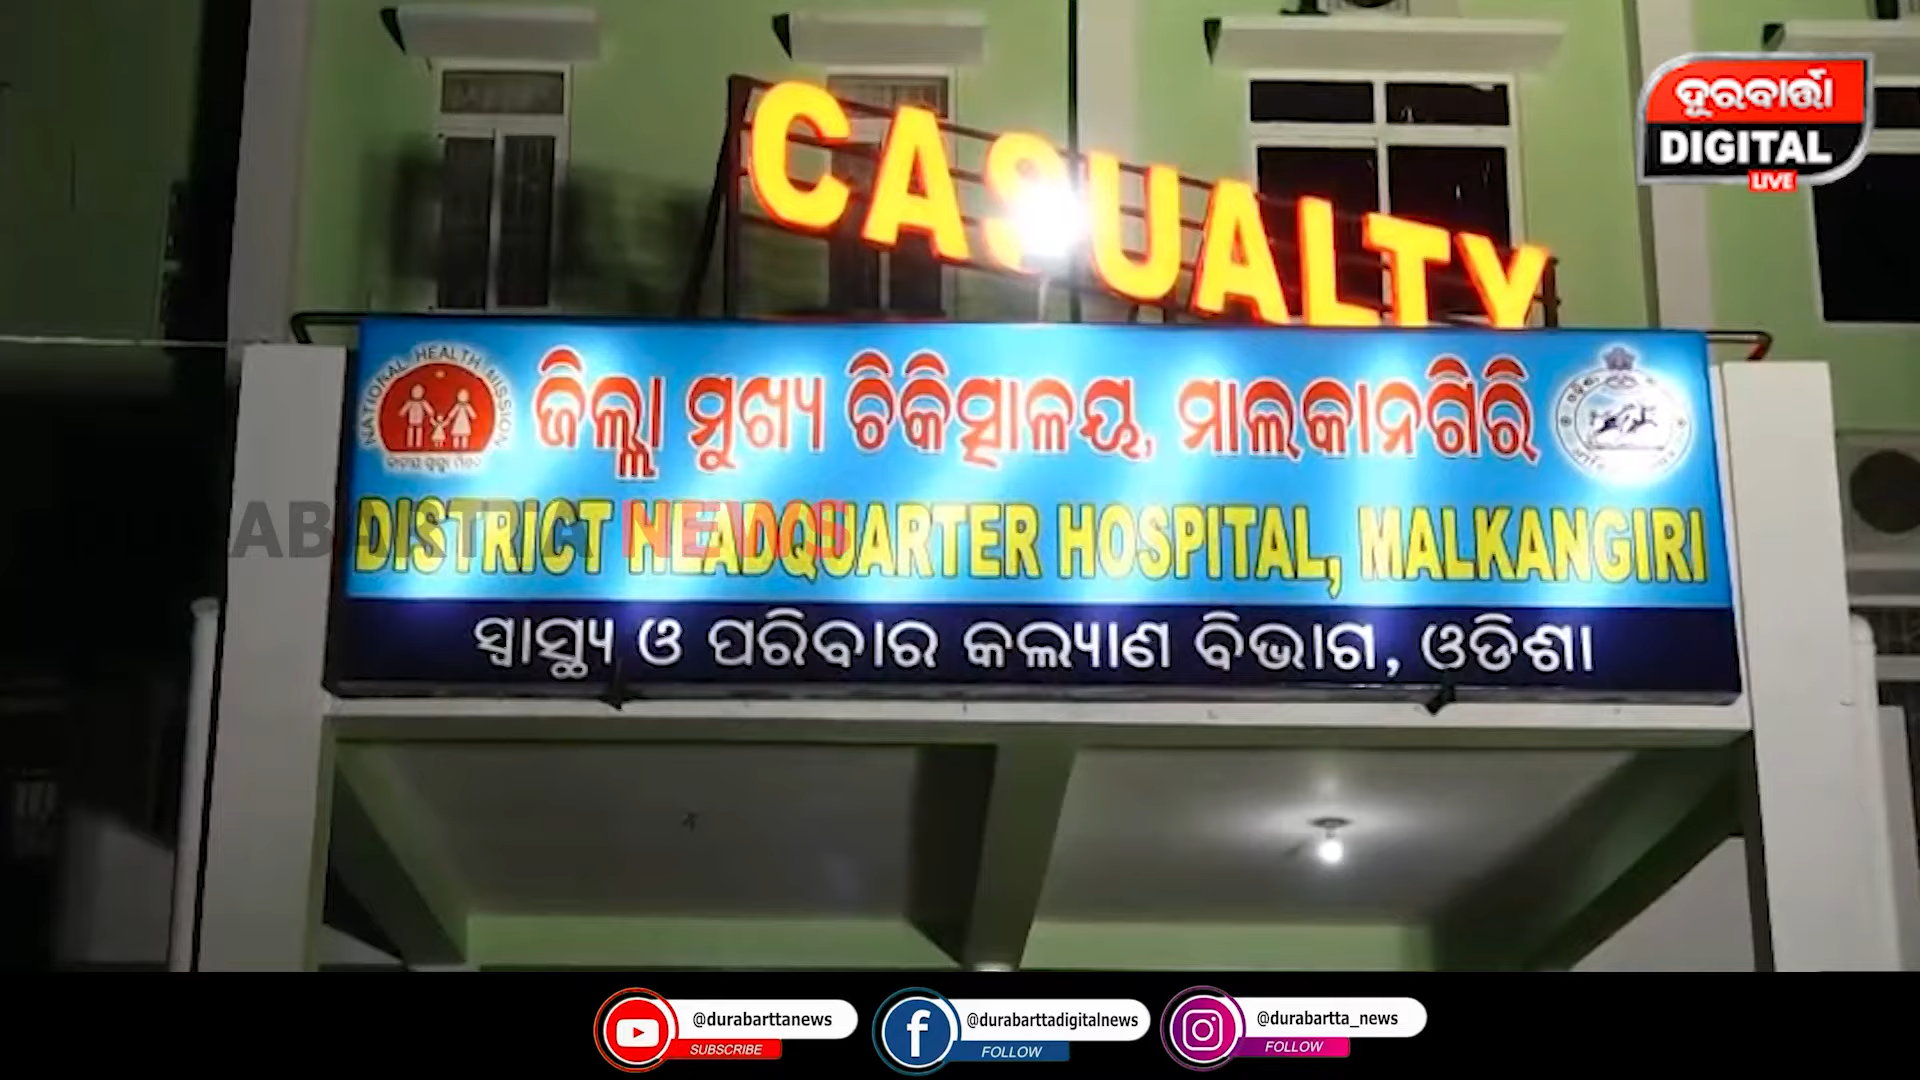 CASUALTY
ଦୂରବାର୍ତ୍ତା
DIGITAL
LIVE
NATIONAL HEALTH MISSION
ଜିଲ୍ଲା ମୁଖ୍ୟ ଚିକିତ୍ସାଳୟ, ମାଲକାନଗିରି
DISTRICT HEADQUARTER HOSPITAL, MALKANGIRI
NEWS
ସ୍ୱାସ୍ଥ୍ୟ ଓ ପରିବାର କଲ୍ୟାଣ ବିଭାଗ, ଓଡିଶା
@durabarttanews
SUBSCRIBE
@durabarttadigitalnews
FOLLOW
@durabartta_news
FOLLOW